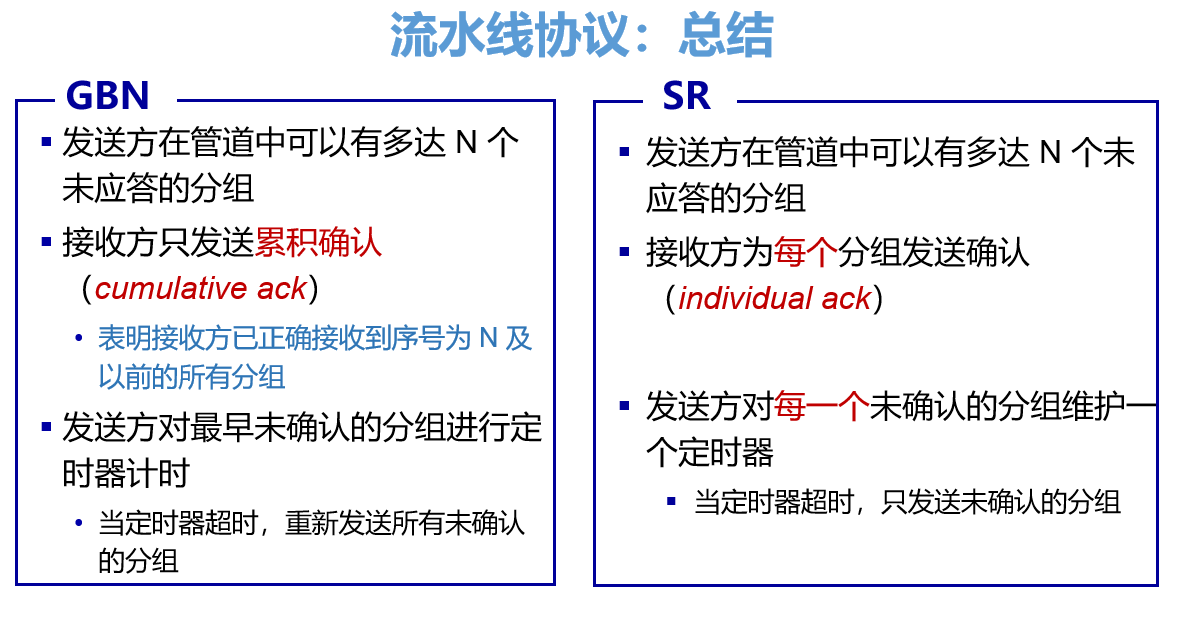 流水线协议：总结
GBN
▪ 发送方在管道中可以有多达 N 个
未应答的分组
▪ 接收方只发送累积确认
（cumulative ack）
• 表明接收方已正确接收到序号为 N 及
以前的所有分组
▪ 发送方对最早未确认的分组进行定
时器计时
• 当定时器超时，重新发送所有未确认
的分组
SR
▪ 发送方在管道中可以有多达 N 个未
应答的分组
▪ 接收方为每个分组发送确认
（individual ack）
▪ 发送方对每一个未确认的分组维护一
个定时器
▪ 当定时器超时，只发送未确认的分组